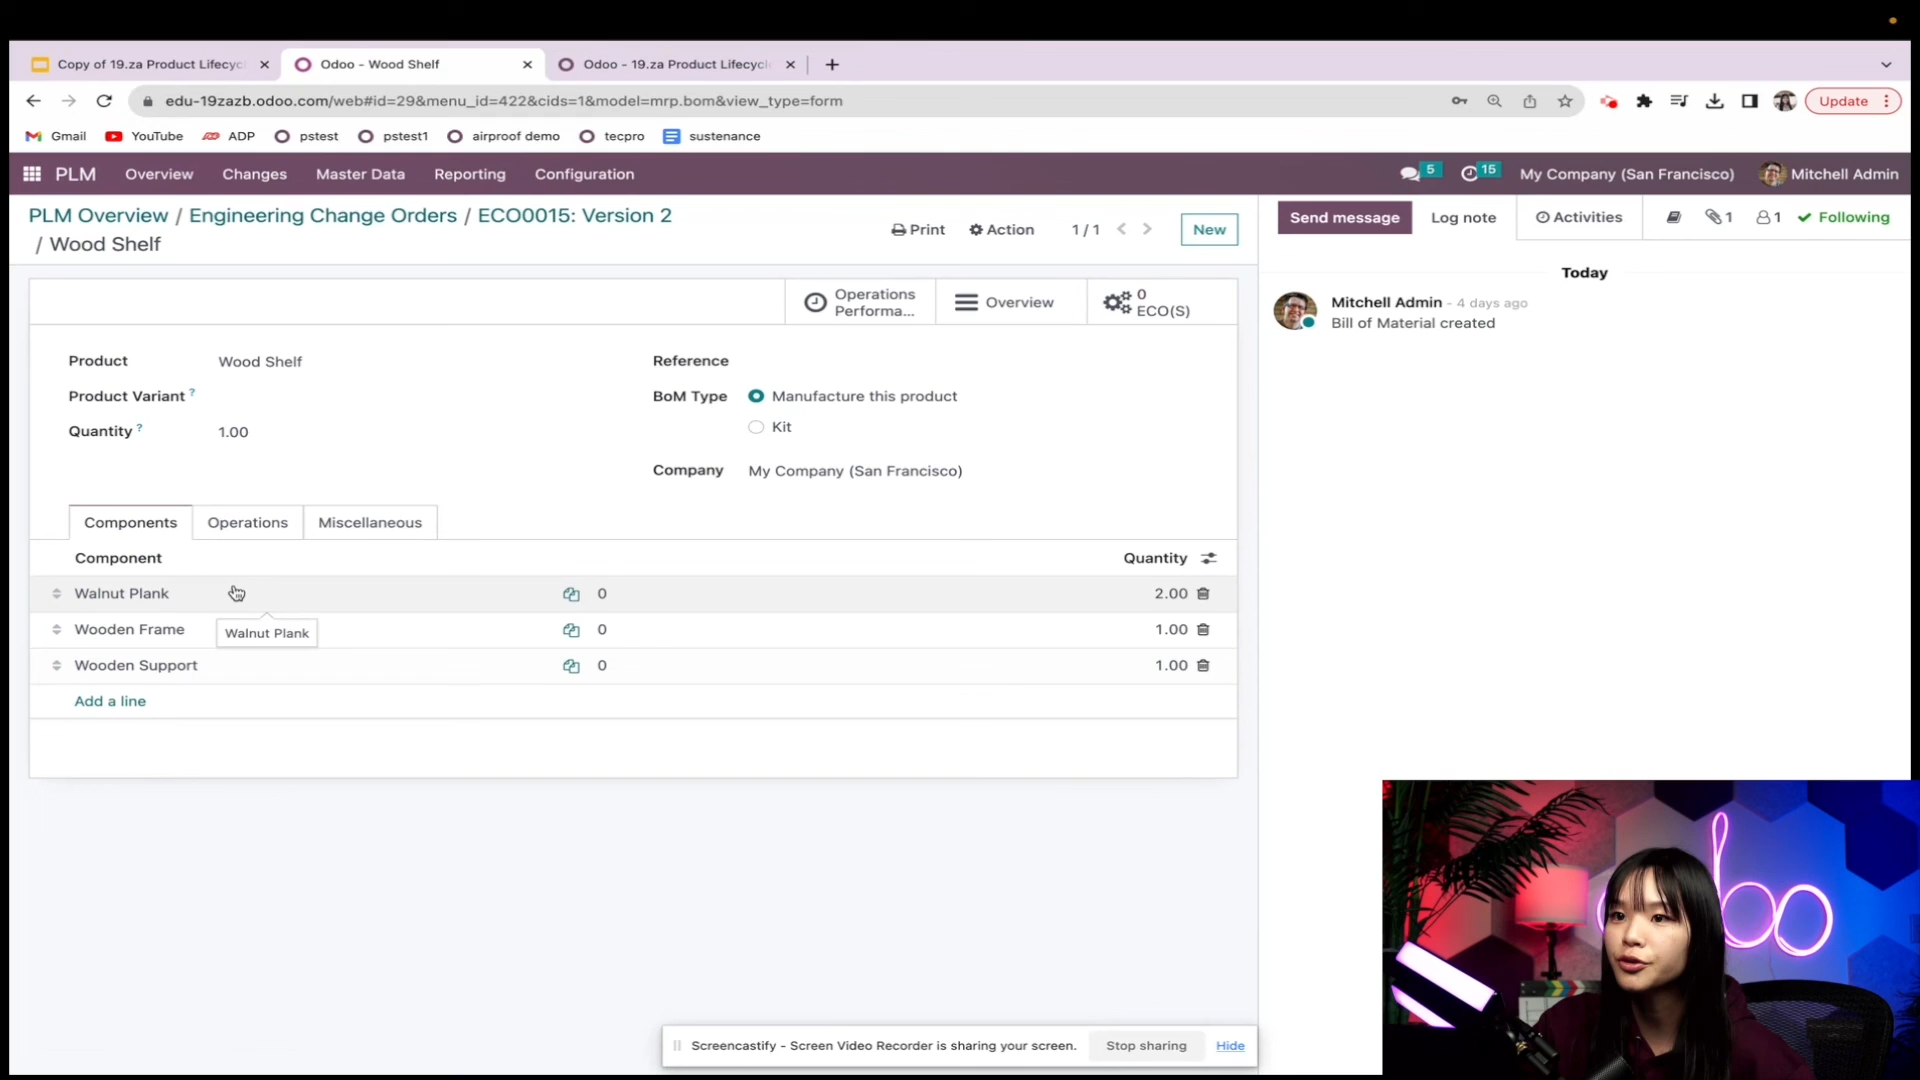 Copy of 19.za Product Lifecyc
Odoo - Wood Shelf
Odoo - 19.za Product Lifecycl
edu-19zazb.odoo.com/web#id=29&menu_id=422&cids=1&model=mrp.bom&view_type=form
Update
Gmail
YouTube
ADP
pstest
pstest1
airproof demo
tecpro
sustenance
PLM
Overview
Changes
Master Data
Reporting
Configuration
5
15
My Company (San Francisco)
Mitchell Admin
PLM Overview / Engineering Change Orders / ECO0015: Version 2
/ Wood Shelf
Print
Action
1 / 1
New
Send message
Log note
Activities
1
1
Following
Operations
Performa...
Overview
0
ECO(S)
Today
Mitchell Admin - 4 days ago
Bill of Material created
Product Wood Shelf
Product Variant ?
Quantity ? 1.00
Reference
BoM Type Manufacture this product
Kit
Company My Company (San Francisco)
Components
Operations
Miscellaneous
Component Quantity
Walnut Plank 0 2.00
Wooden Frame 0 1.00
Walnut Plank
Wooden Support 0 1.00
Add a line
Screencastify - Screen Video Recorder is sharing your screen.
Stop sharing
Hide